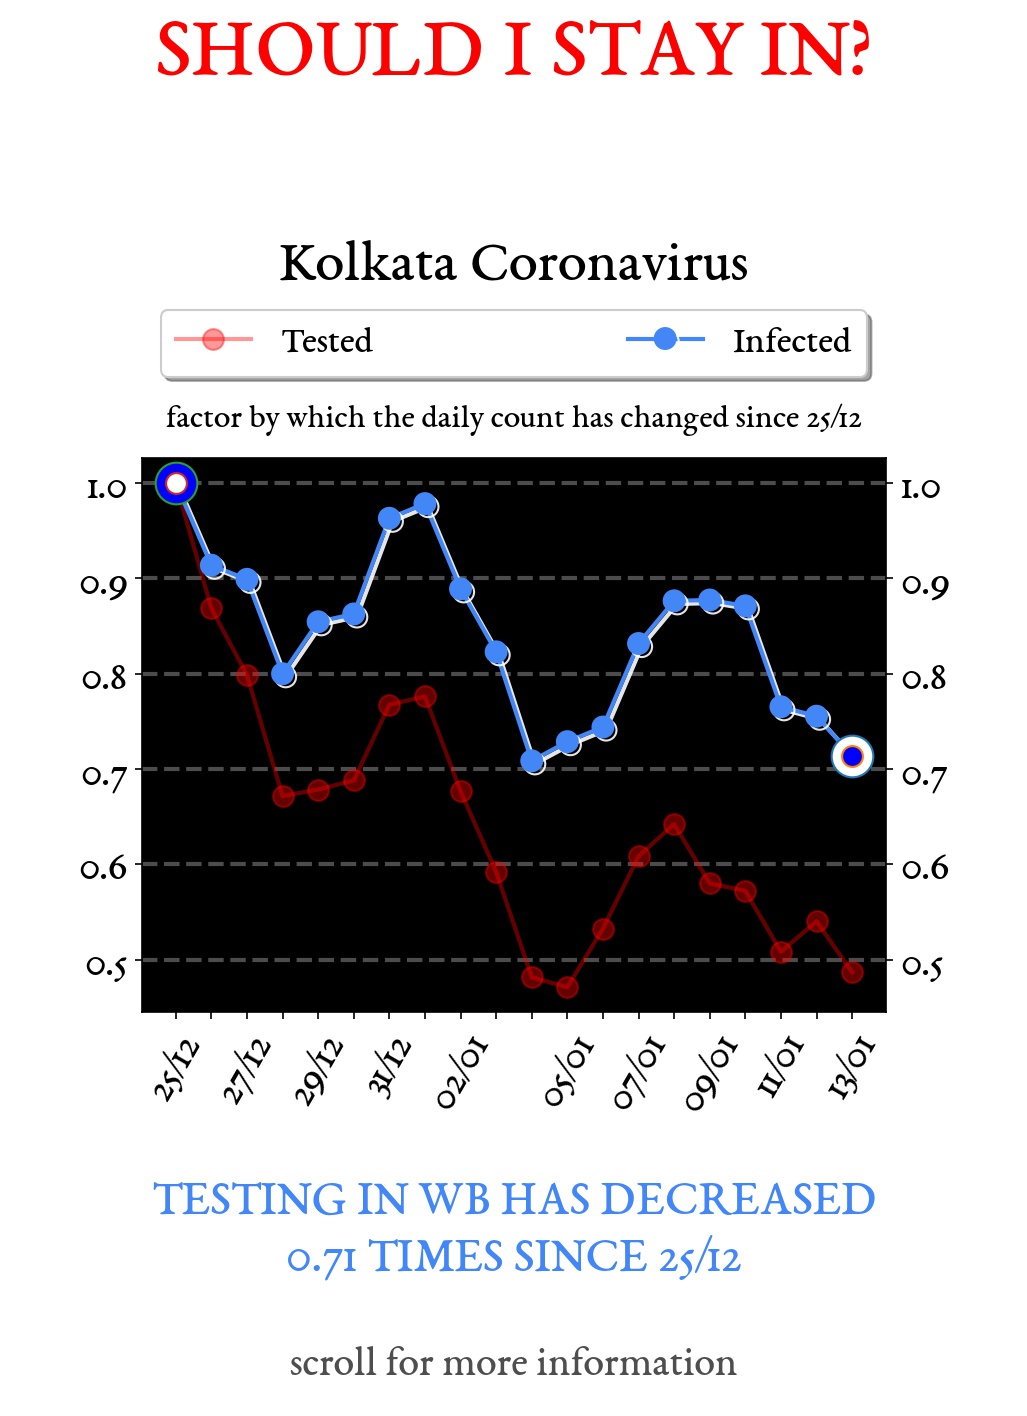 SHOULD I STAY IN?
Kolkata Coronavirus
Tested Infected
factor by which the daily count has changed since 25/12
1.0 1.0
0.9 0.9
0.8 0.8
0.7 0.7
0.6 0.6
0.5 0.5
25/12 27/12 29/12 31/12 02/01 05/01 07/01 09/01 11/01 13/01
TESTING IN WB HAS DECREASED
0.71 TIMES SINCE 25/12
scroll for more information